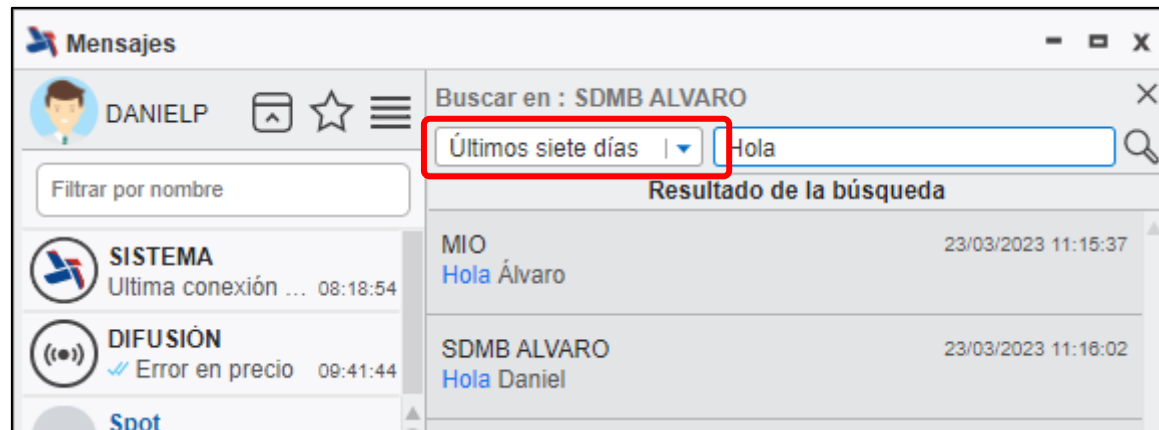 Mensajes
DANIELP
Filtrar por nombre
SISTEMA
Ultima conexión ... 08:18:54
DIFUSIÓN
Error en precio 09:41:44
Spot
Buscar en : SDMB ALVARO
Últimos siete días
Hola
Resultado de la búsqueda
MIO 23/03/2023 11:15:37
Hola Álvaro
SDMB ALVARO 23/03/2023 11:16:02
Hola Daniel